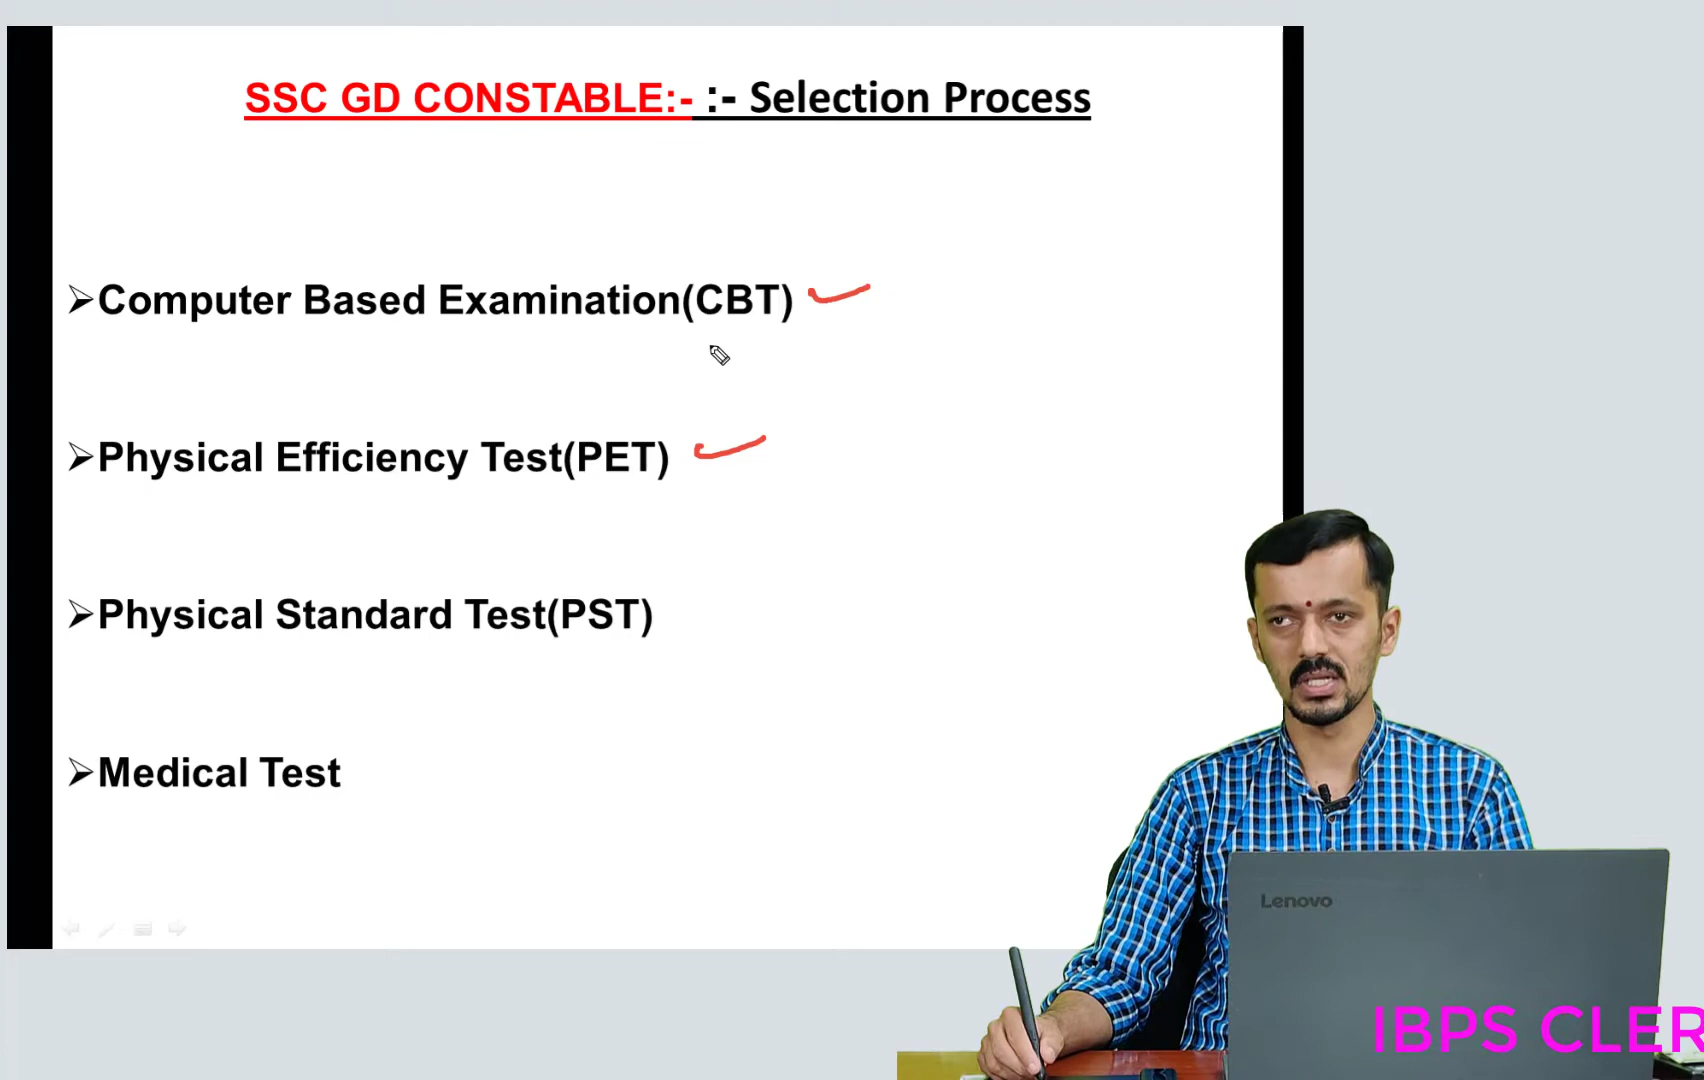 SSC GD CONSTABLE:- :- Selection Process
➢Computer Based Examination(CBT)
➢Physical Efficiency Test(PET)
➢Physical Standard Test(PST)
➢Medical Test
Lenovo
IBPS CLER